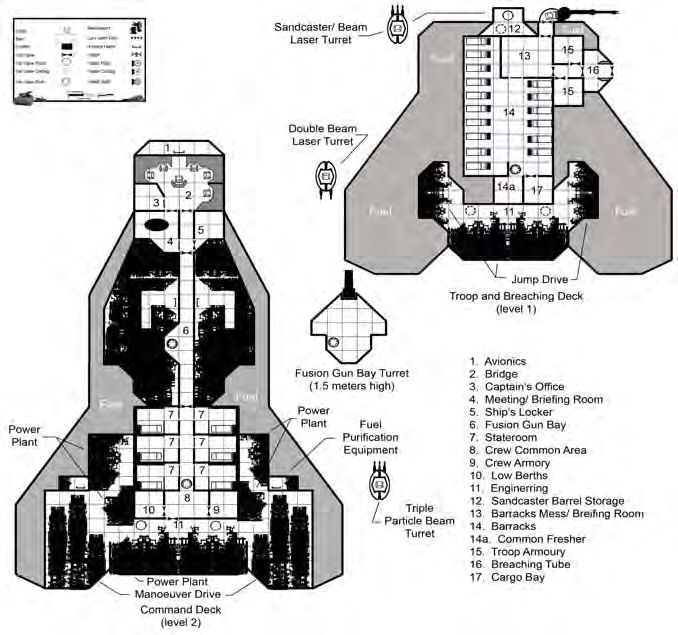 Sandcaster/ Beam
Laser Turret
Double Beam
Laser Turret
12
15
13
16
15
14
14a
17
11
Fuel
Fuel
Jump Drive
Troop and Breaching Deck
(level 1)
1
2
3
5
4
6
Fusion Gun Bay Turret
(1.5 meters high)
Fuel
Fuel
7
7
7
7
7
7
8
10
9
11
Power
Plant
Power
Plant
Fuel
Purification
Equipment
Triple
Particle Beam
Turret
Power Plant
Manoeuver Drive
Command Deck
(level 2)
1. Avionics
2. Bridge
3. Captain's Office
4. Meeting/ Briefing Room
5. Ship's Locker
6. Fusion Gun Bay
7. Stateroom
8. Crew Common Area
9. Crew Armory
10. Low Berths
11. Enginerring
12. Sandcaster Barrel Storage
13. Barracks Mess/ Breifing Room
14. Barracks
14a. Common Fresher
15. Troop Armoury
16. Breaching Tube
17. Cargo Bay